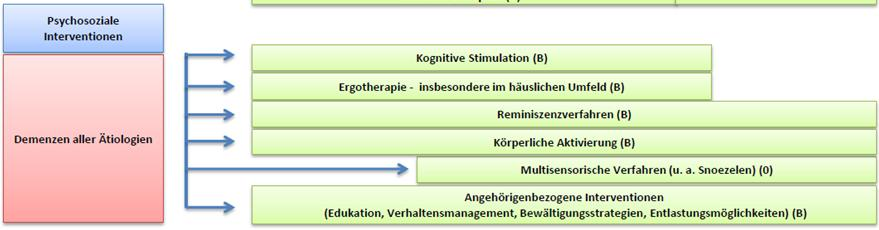 Psychosoziale
Interventionen
Kognitive Stimulation (B)
Ergotherapie - insbesondere im häuslichen Umfeld (B)
Reminiszenzverfahren (B)
Demenzen aller Ätiologien
Körperliche Aktivierung (B)
Multisensorische Verfahren (u. a. Snoezelen) (0)
Angehörigenbezogene Interventionen
(Edukation, Verhaltensmanagement, Bewältigungsstrategien, Entlastungsmöglichkeiten) (B)